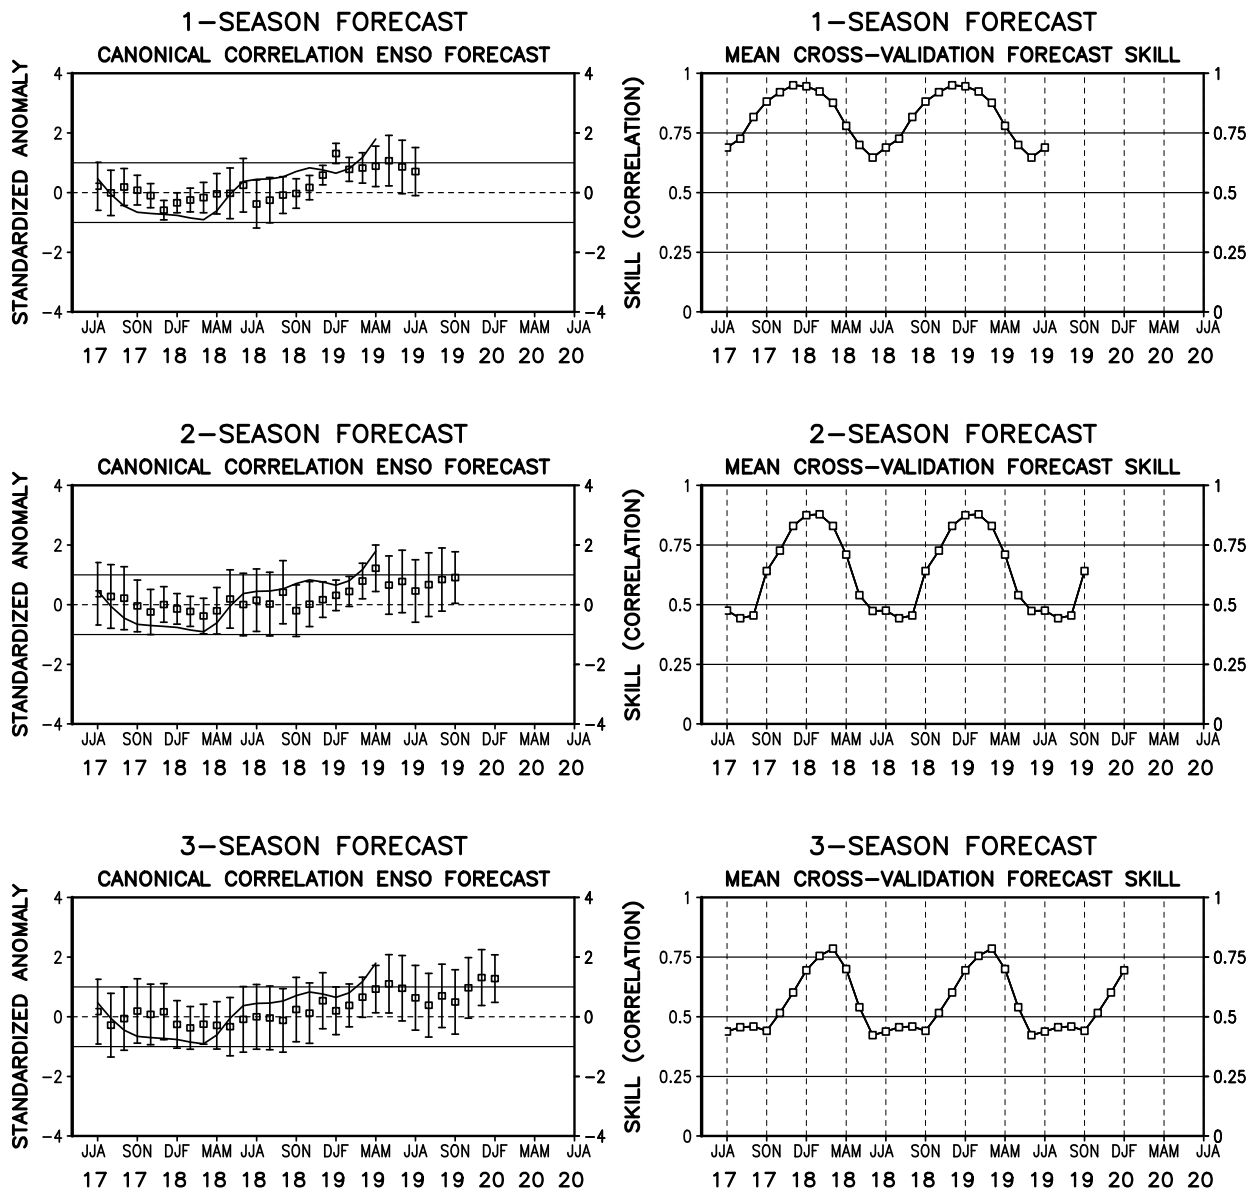 1-SEASON FORECAST
CANONICAL CORRELATION ENSO FORECAST
STANDARDIZED ANOMALY
4 4
2 2
0 0
-2 -2
-4 -4
JJA SON DJF MAM JJA SON DJF MAM JJA SON DJF MAM JJA
17 17 18 18 18 18 19 19 19 19 20 20 20
1-SEASON FORECAST
MEAN CROSS-VALIDATION FORECAST SKILL
SKILL (CORRELATION)
1 1
0.75 0.75
0.5 0.5
0.25 0.25
0 0
JJA SON DJF MAM JJA SON DJF MAM JJA SON DJF MAM JJA
17 17 18 18 18 18 19 19 19 19 20 20 20
2-SEASON FORECAST
CANONICAL CORRELATION ENSO FORECAST
STANDARDIZED ANOMALY
4 4
2 2
0 0
-2 -2
-4 -4
JJA SON DJF MAM JJA SON DJF MAM JJA SON DJF MAM JJA
17 17 18 18 18 18 19 19 19 19 20 20 20
2-SEASON FORECAST
MEAN CROSS-VALIDATION FORECAST SKILL
SKILL (CORRELATION)
1 1
0.75 0.75
0.5 0.5
0.25 0.25
0 0
JJA SON DJF MAM JJA SON DJF MAM JJA SON DJF MAM JJA
17 17 18 18 18 18 19 19 19 19 20 20 20
3-SEASON FORECAST
CANONICAL CORRELATION ENSO FORECAST
STANDARDIZED ANOMALY
4 4
2 2
0 0
-2 -2
-4 -4
JJA SON DJF MAM JJA SON DJF MAM JJA SON DJF MAM JJA
17 17 18 18 18 18 19 19 19 19 20 20 20
3-SEASON FORECAST
MEAN CROSS-VALIDATION FORECAST SKILL
SKILL (CORRELATION)
1 1
0.75 0.75
0.5 0.5
0.25 0.25
0 0
JJA SON DJF MAM JJA SON DJF MAM JJA SON DJF MAM JJA
17 17 18 18 18 18 19 19 19 19 20 20 20